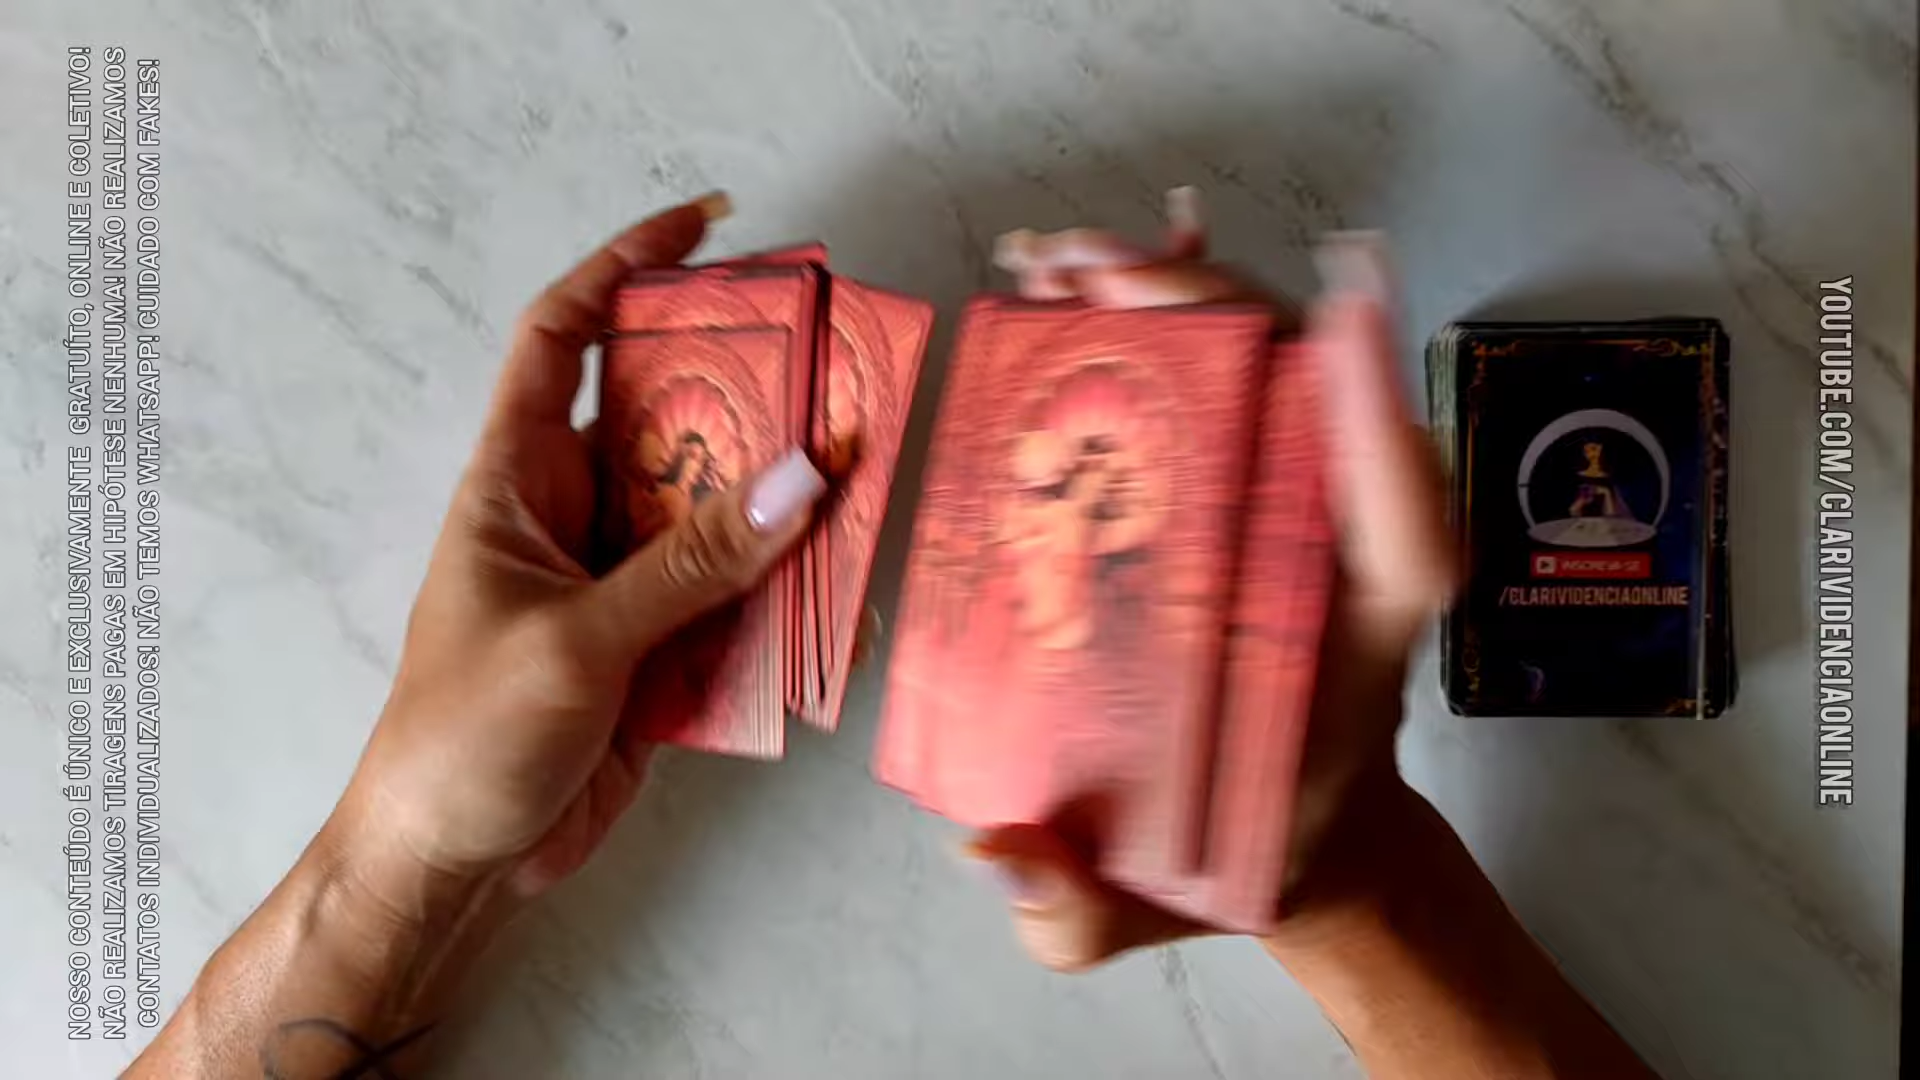 NOSSO CONTEÚDO É ÚNICO E EXCLUSIVAMENTE GRATUÍTO, ONLINE E COLETIVO!
NÃO REALIZAMOS TIRAGENS PAGAS EM HIPÓTESE NENHUMA! NÃO REALIZAMOS
CONTATOS INDIVIDUALIZADOS! NÃO TEMOS WHATSAPP! CUIDADO COM FAKES!
INSCREVA-SE
/CLARIVIDENCIAONLINE
YOUTUBE.COM/CLARIVIDENCIAONLINE